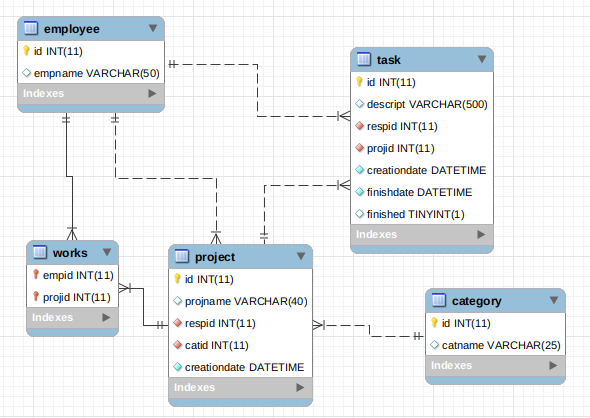 employee
id INT(11)
empname VARCHAR(50)
Indexes
task
id INT(11)
descript VARCHAR(500)
respid INT(11)
projid INT(11)
creationdate DATETIME
finishdate DATETIME
finished TINYINT(1)
Indexes
works
empid INT(11)
projid INT(11)
Indexes
project
id INT(11)
projname VARCHAR(40)
respid INT(11)
catid INT(11)
creationdate DATETIME
Indexes
category
id INT(11)
catname VARCHAR(25)
Indexes